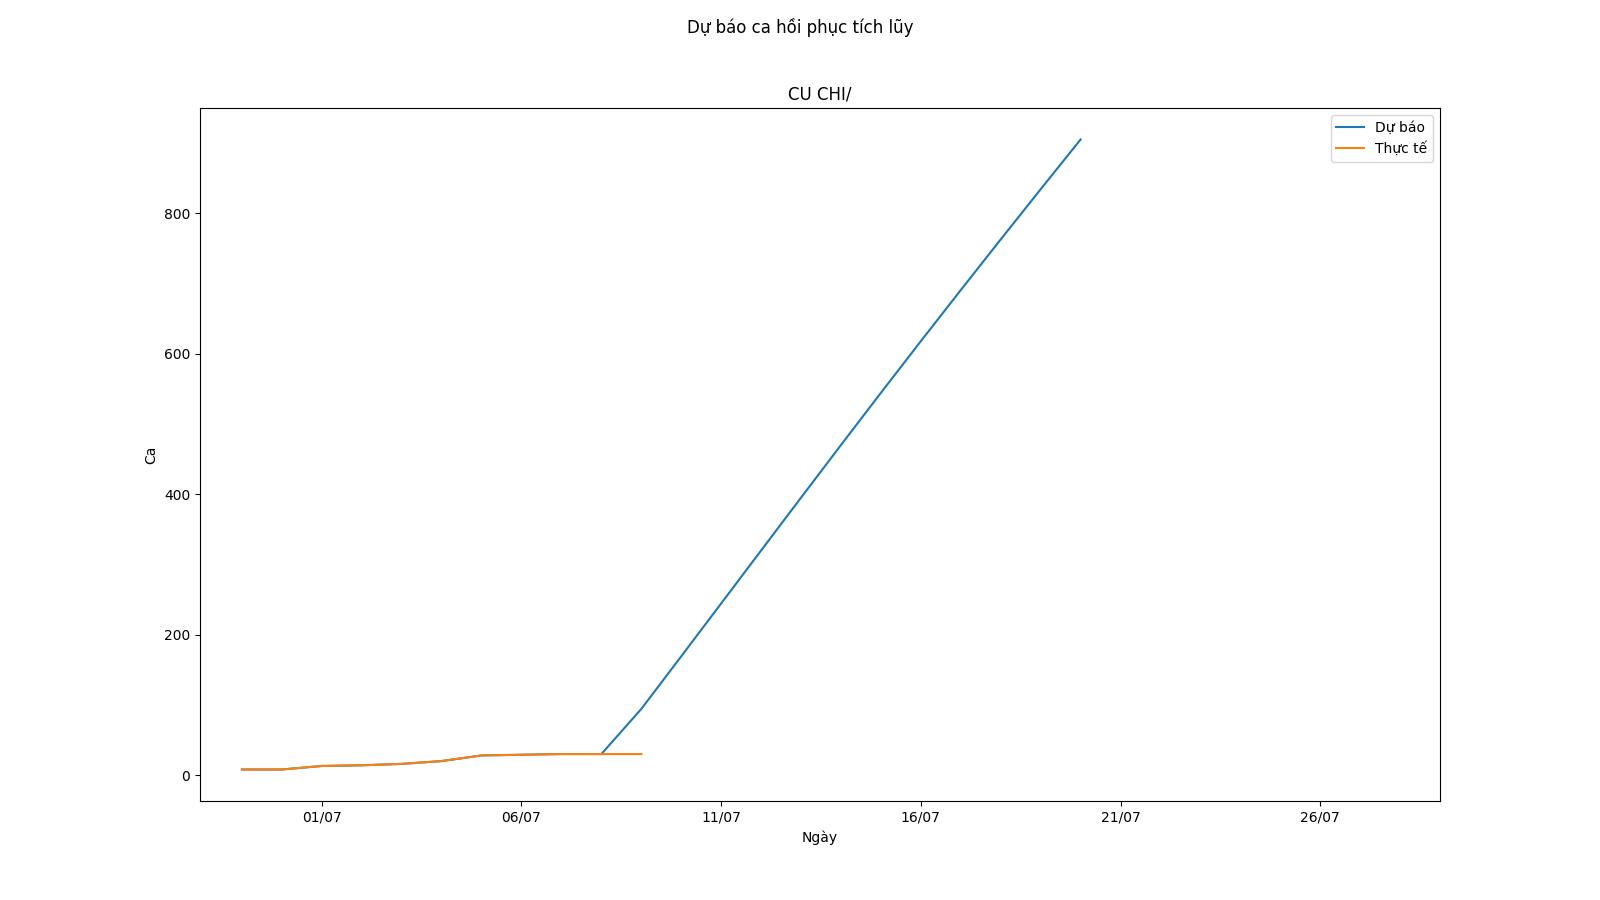 Dự báo ca hồi phục tích lũy
CU CHI/
Dự báo
Thực tế
800
600
400
200
0
Ca
01/07 06/07 11/07 16/07 21/07 26/07
Ngày